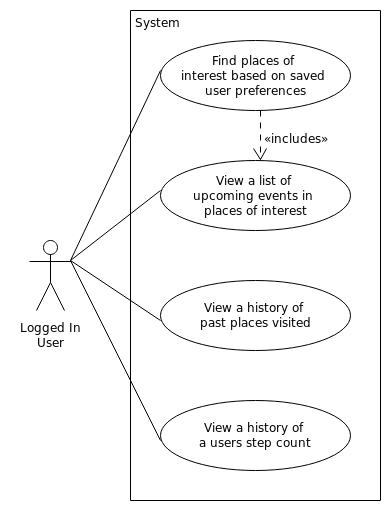 System
Find places of
interest based on saved
user preferences
«includes»
View a list of
upcoming events in
places of interest
View a history of
past places visited
Logged In
User
View a history of
a users step count